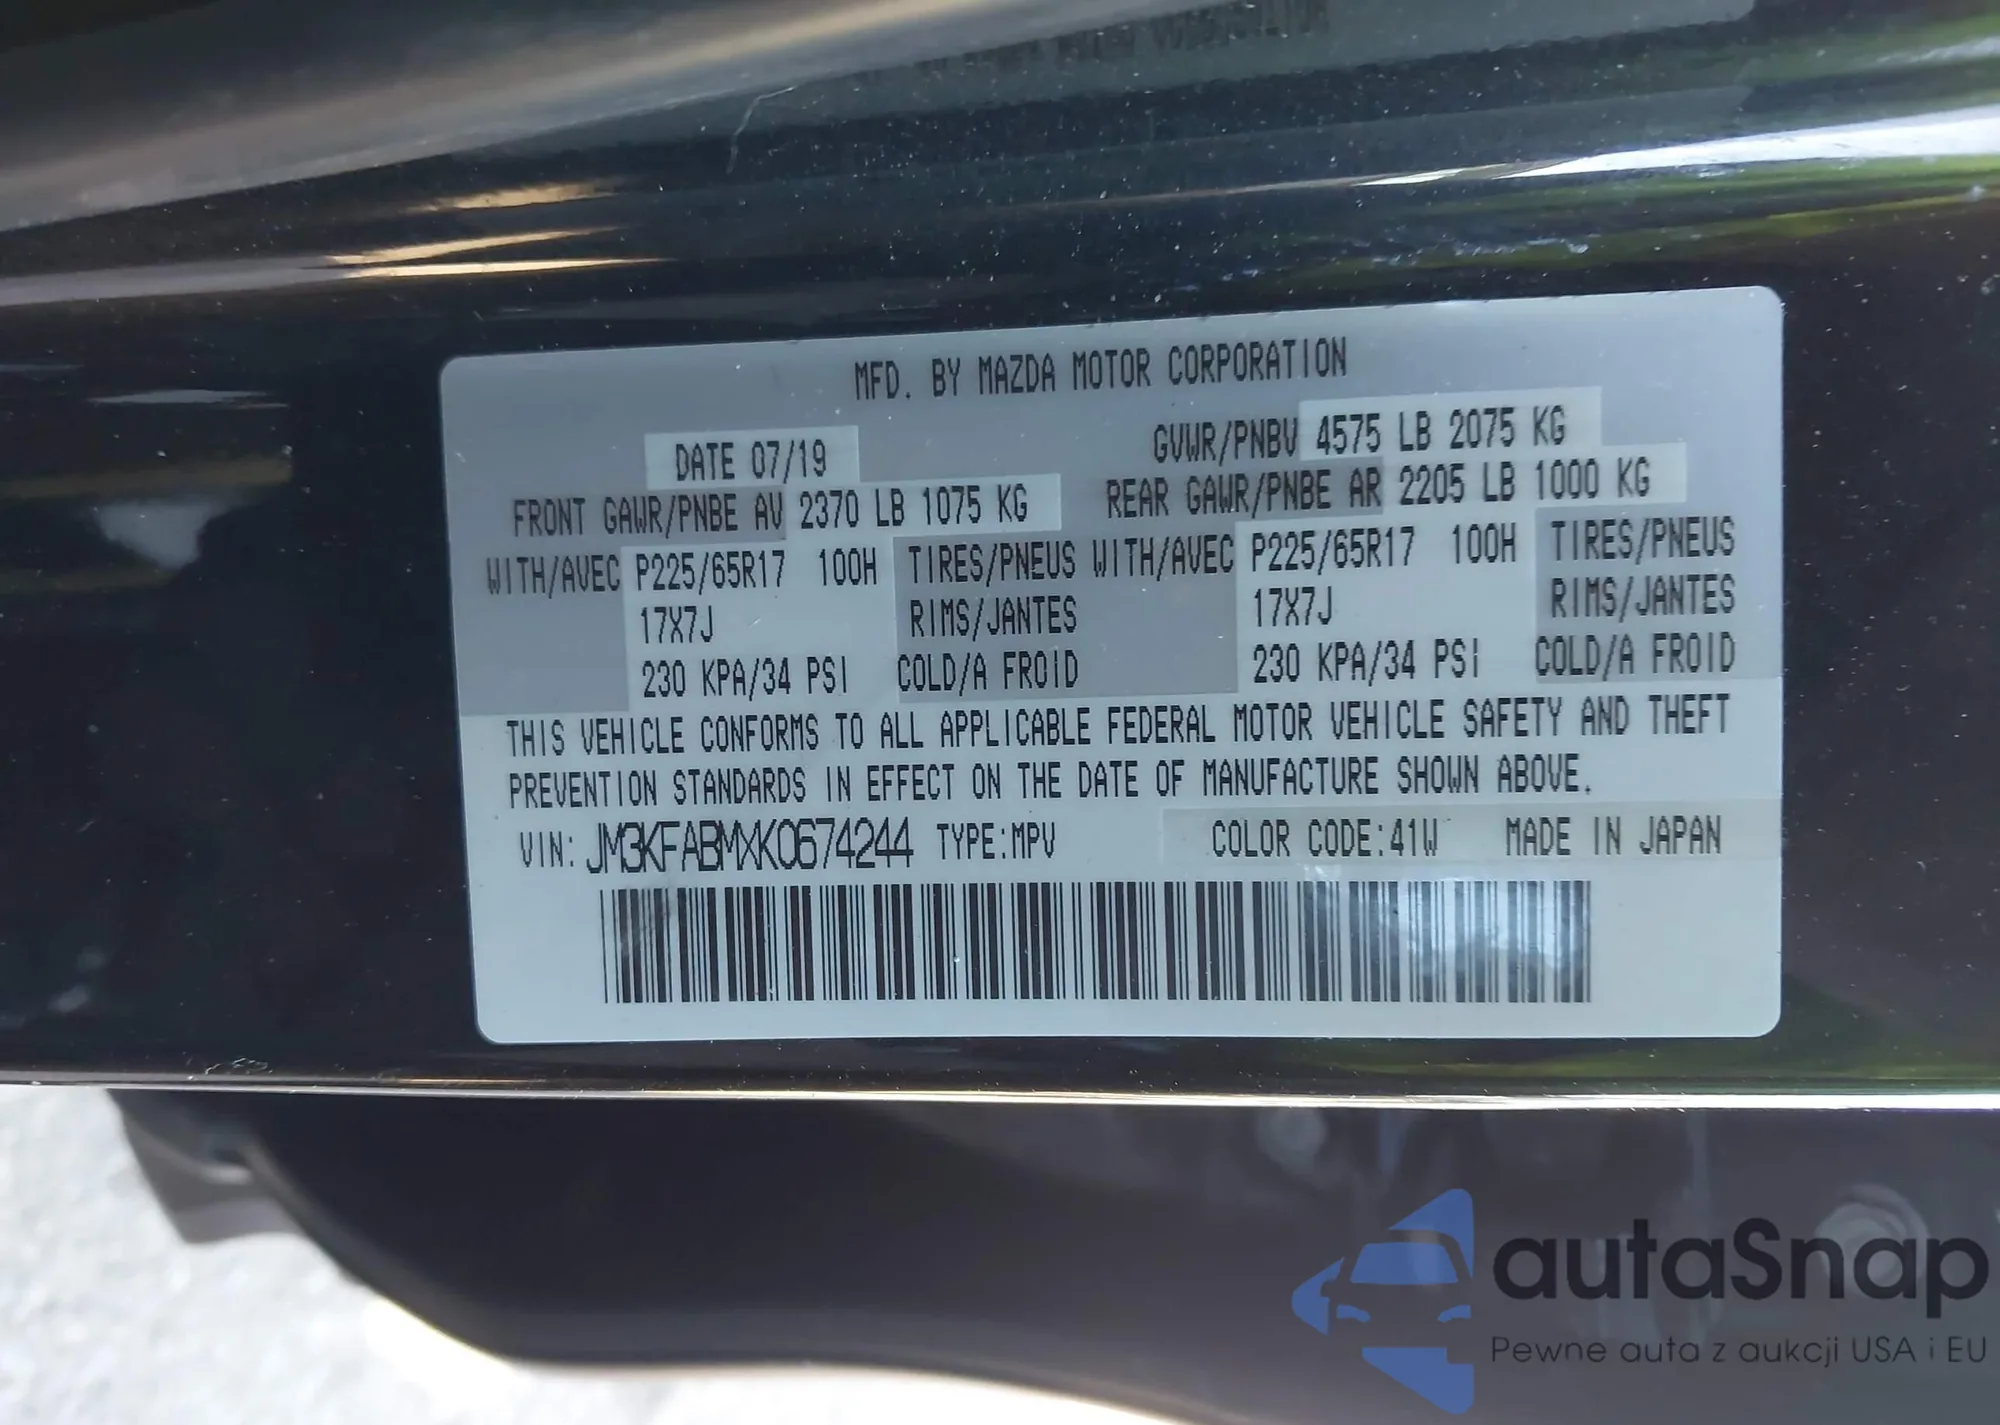 MFD. BY MAZDA MOTOR CORPORATION
DATE 07/19 GVWR/PNBV 4575 LB 2075 KG
FRONT GAWR/PNBE AV 2370 LB 1075 KG REAR GAWR/PNBE AR 2205 LB 1000 KG
WITH/AVEC P225/65R17 100H TIRES/PNEUS WITH/AVEC P225/65R17 100H TIRES/PNEUS
17X7J RIMS/JANTES 17X7J RIMS/JANTES
230 KPA/34 PSI COLD/A FROID 230 KPA/34 PSI COLD/A FROID
THIS VEHICLE CONFORMS TO ALL APPLICABLE FEDERAL MOTOR VEHICLE SAFETY AND THEFT
PREVENTION STANDARDS IN EFFECT ON THE DATE OF MANUFACTURE SHOWN ABOVE.
VIN: JM3KFABMXK0674244 TYPE:MPV COLOR CODE:41W MADE IN JAPAN
autaSnap
Pewne auta z aukcji USA i EU